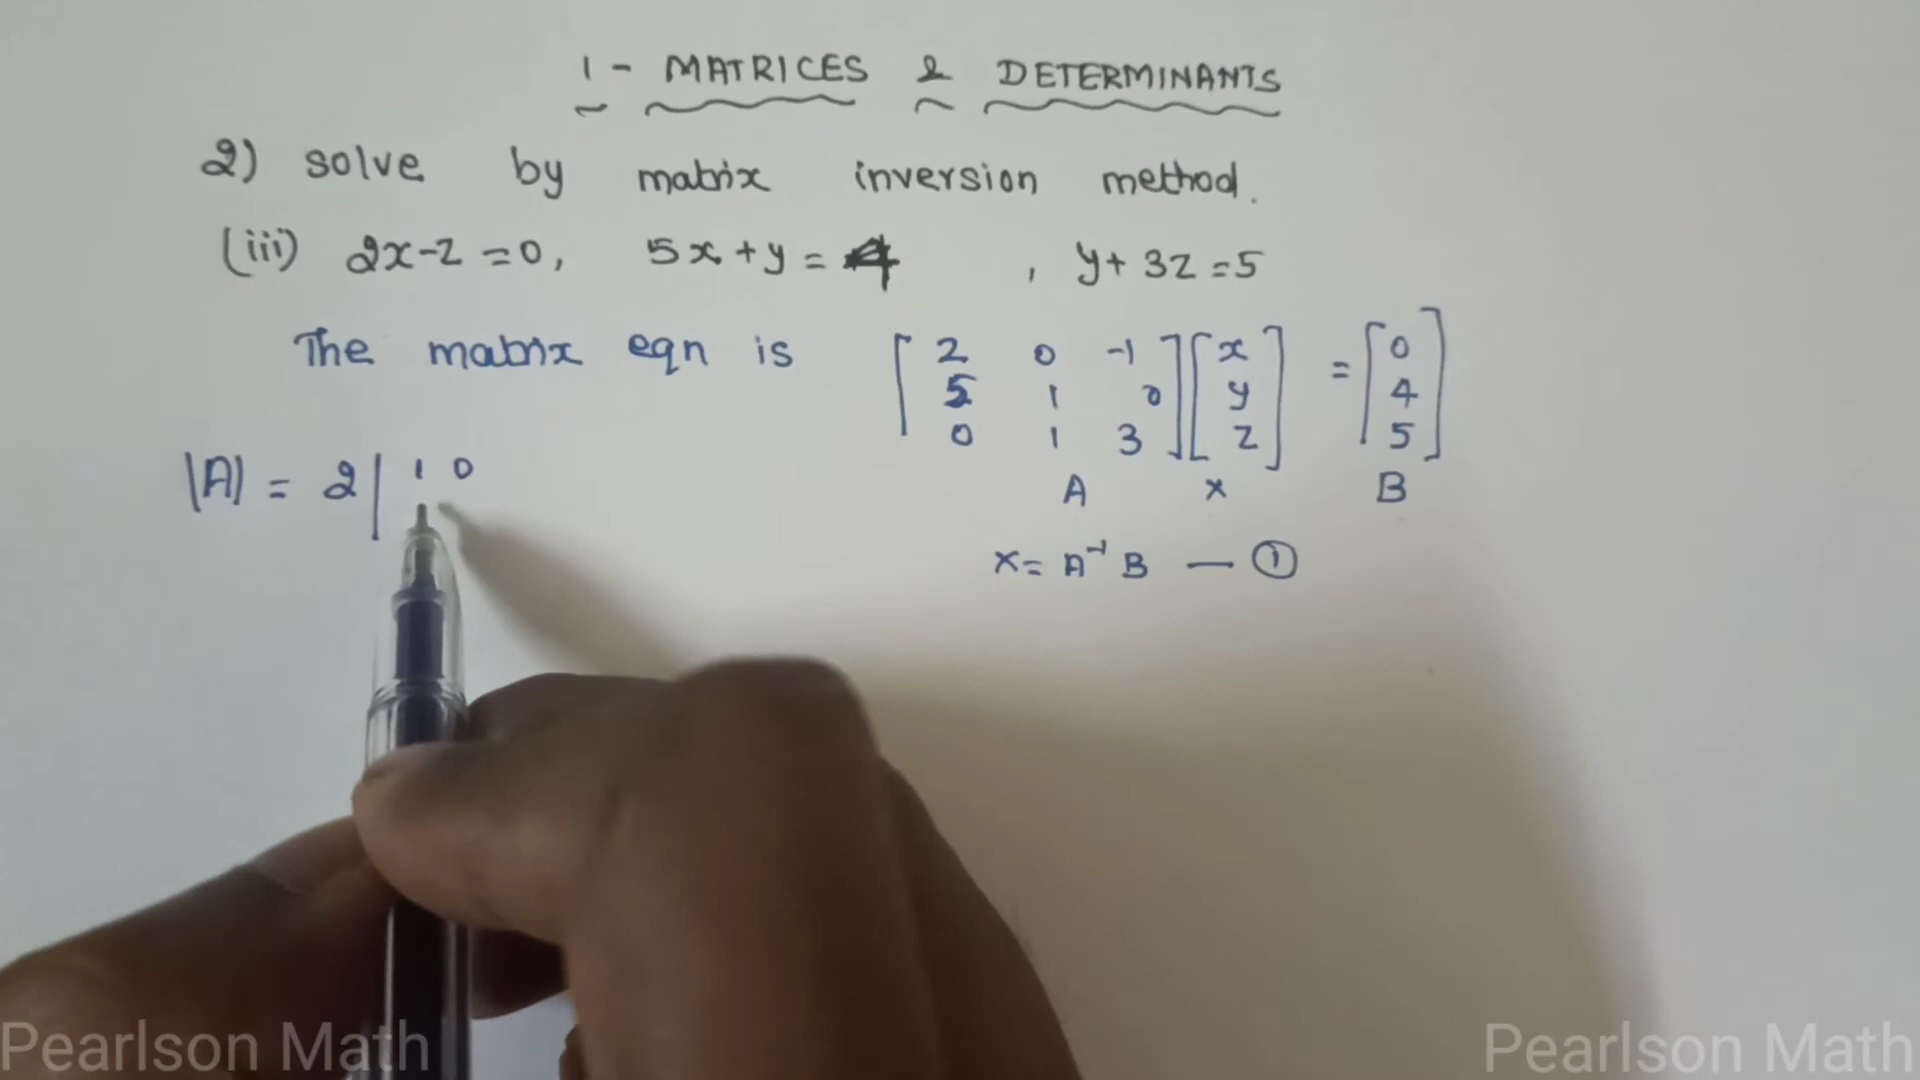 1 - MATRICES & DETERMINANTS
2) solve by matrix inversion method.
(iii) 2x-z=0, 5x+y=4 , y+3z=5
The matrix eqn is [2 0 -1] [x] = [0]
[5 1 0] [y] [4]
[0 1 3] [z] [5]
A X B
|A| = 2 | 1 0
X = A⁻¹ B — ①
Pearlson Math Pearlson Math